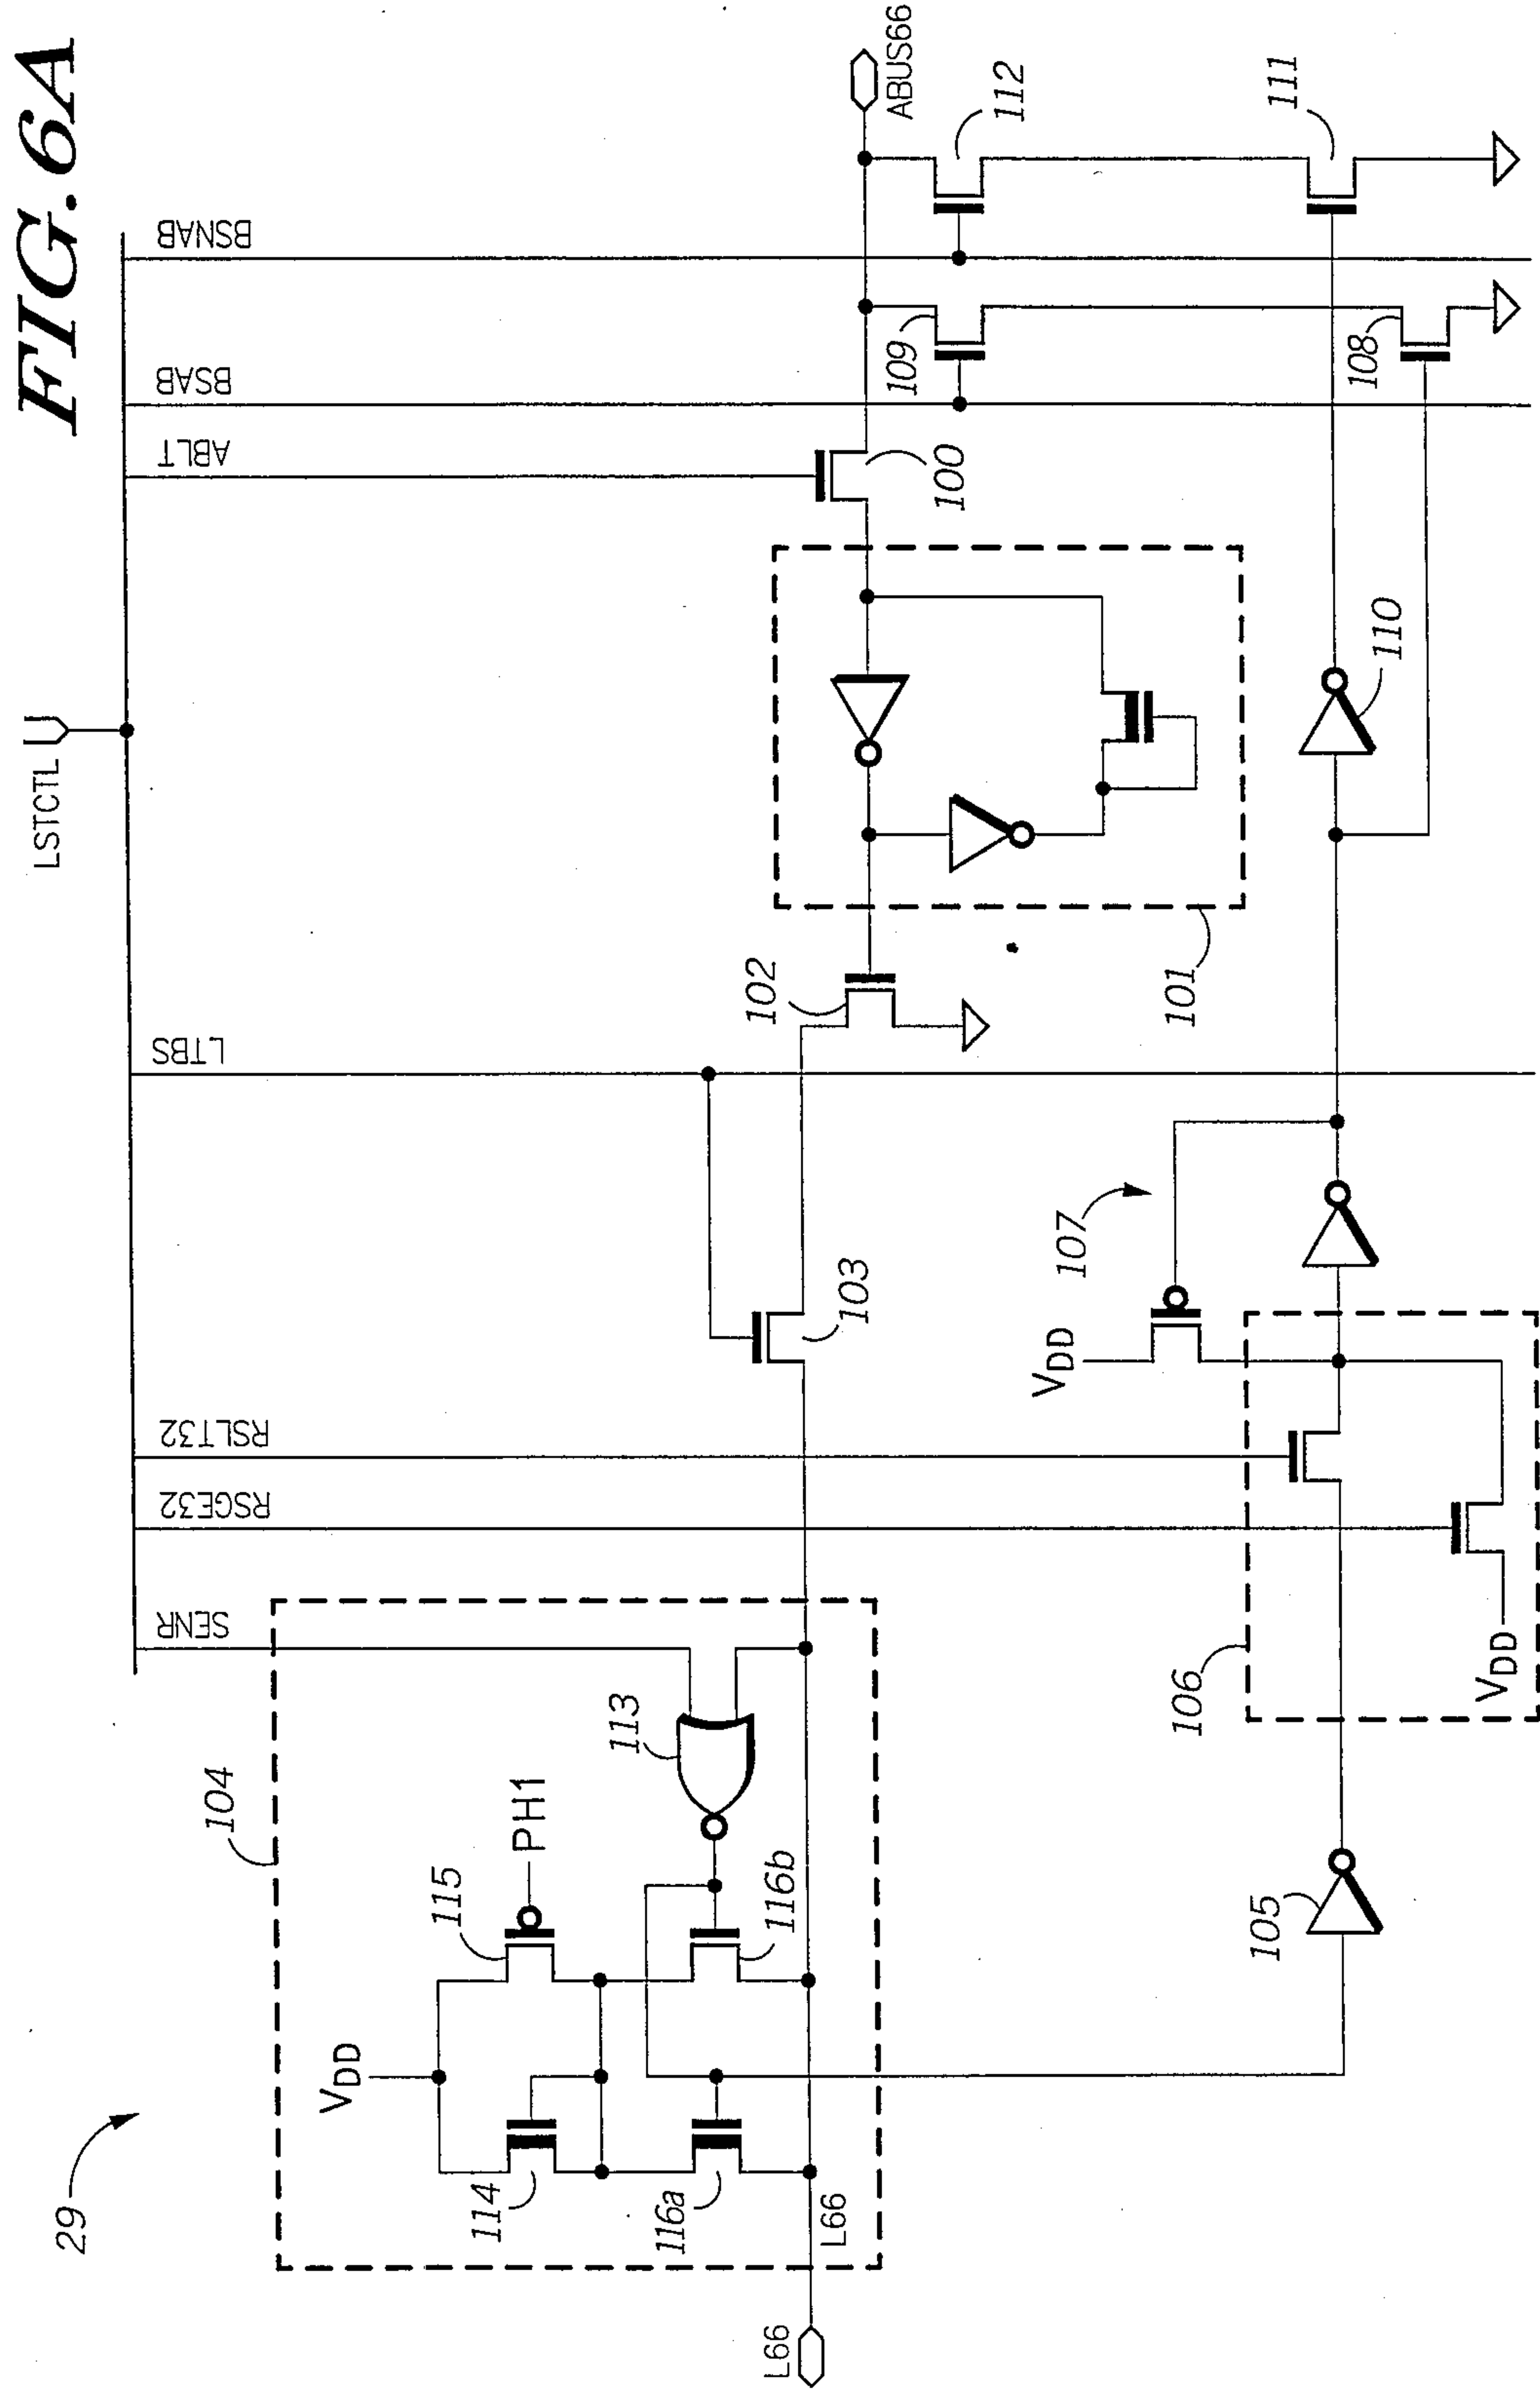 FIG. 6A
LSTCTL
BSNAB
BSAB
ABLT
LTBS
RSLT32
RSGE32
SENR
ABUS66
112
111
109
108
100
101
110
102
103
107
VDD
106
VDD
104
113
PH1
115
116b
105
VDD
114
116a
L66
L66
29